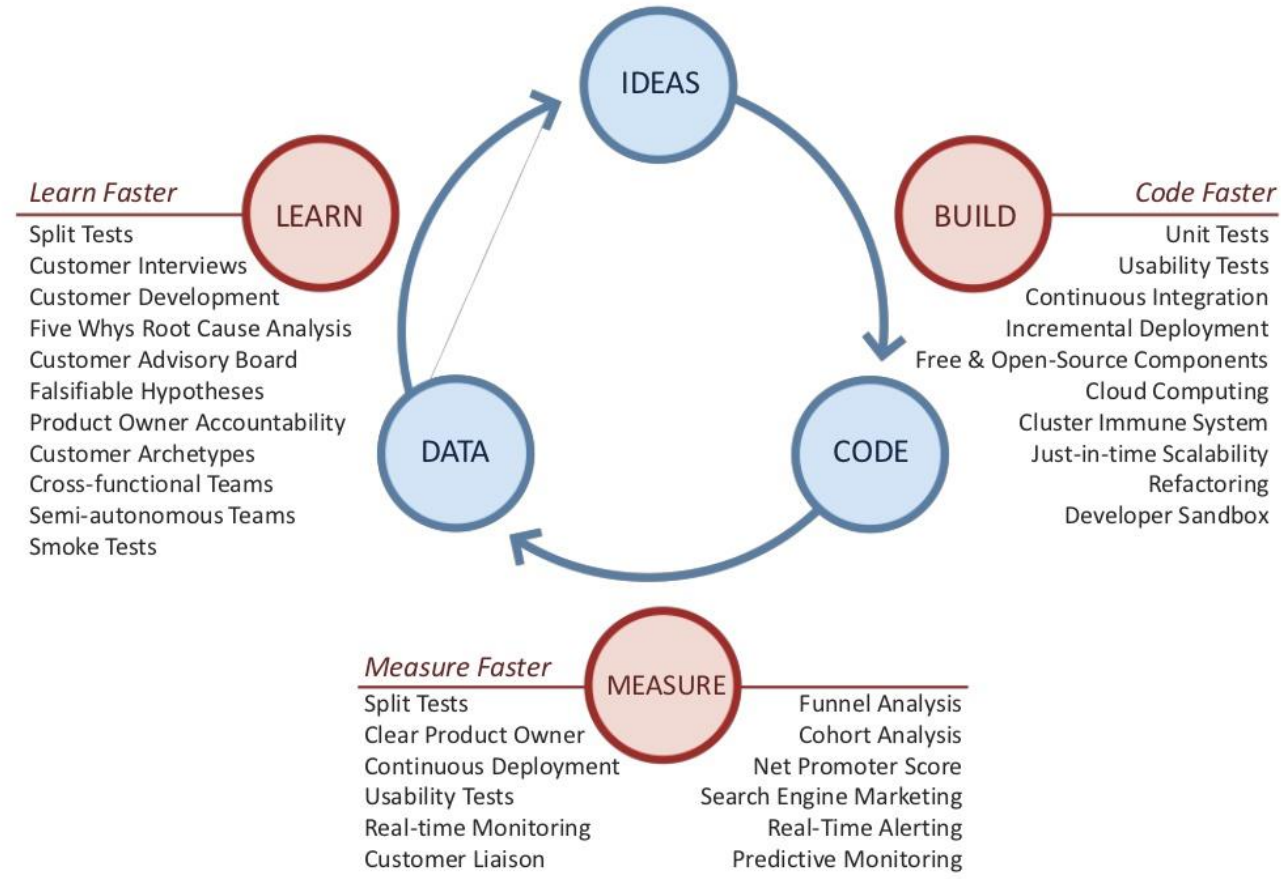 IDEAS
Learn Faster
LEARN
Split Tests
Customer Interviews
Customer Development
Five Whys Root Cause Analysis
Customer Advisory Board
Falsifiable Hypotheses
Product Owner Accountability
Customer Archetypes
Cross-functional Teams
Semi-autonomous Teams
Smoke Tests
BUILD
Code Faster
Unit Tests
Usability Tests
Continuous Integration
Incremental Deployment
Free & Open-Source Components
Cloud Computing
Cluster Immune System
Just-in-time Scalability
Refactoring
Developer Sandbox
DATA
CODE
Measure Faster
MEASURE
Split Tests
Clear Product Owner
Continuous Deployment
Usability Tests
Real-time Monitoring
Customer Liaison
Funnel Analysis
Cohort Analysis
Net Promoter Score
Search Engine Marketing
Real-Time Alerting
Predictive Monitoring